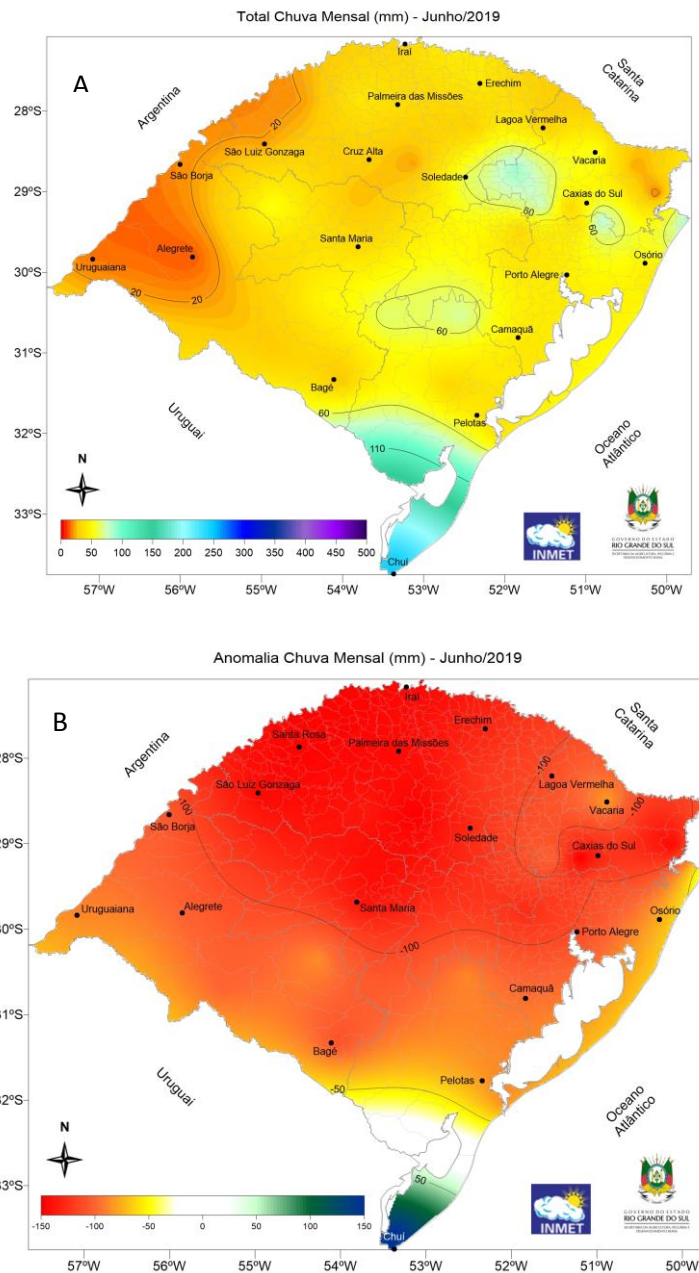 Total Chuva Mensal (mm) - Junho/2019
A
Iraí
Santa
Catarina
Erechim
28°S
Argentina
Palmeira das Missões
Lagoa Vermelha
20
São Luiz Gonzaga
Cruz Alta
Vacaria
São Borja
Soledade
29°S
Caxias do Sul
60
60
Santa Maria
Alegrete
Uruguaiana
Osório
30°S
Porto Alegre
20
20
60
Camaquã
31°S
Bagé
Uruguai
60
Pelotas
32°S
110
Oceano
Atlântico
N
33°S
0 50 100 150 200 250 300 350 400 450 500
INMET
GOVERNO DO ESTADO
RIO GRANDE DO SUL
Chuí
57°W 56°W 55°W 54°W 53°W 52°W 51°W 50°W
Anomalia Chuva Mensal (mm) - Junho/2019
B
Iraí
Santa
Catarina
Erechim
Santa Rosa
Argentina
Palmeira das Missões
28°S
-100
Lagoa Vermelha
São Luiz Gonzaga
Vacaria
-100
-100
São Borja
Soledade
29°S
Caxias do Sul
Santa Maria
Uruguaiana
Alegrete
Osório
30°S
Porto Alegre
-100
Camaquã
31°S
Bagé
Pelotas
-50
Uruguai
32°S
Oceano
Atlântico
N
50
33°S
-150 -100 -50 0 50 100 150
INMET
GOVERNO DO ESTADO
RIO GRANDE DO SUL
Chuí
57°W 56°W 55°W 54°W 53°W 52°W 51°W 50°W